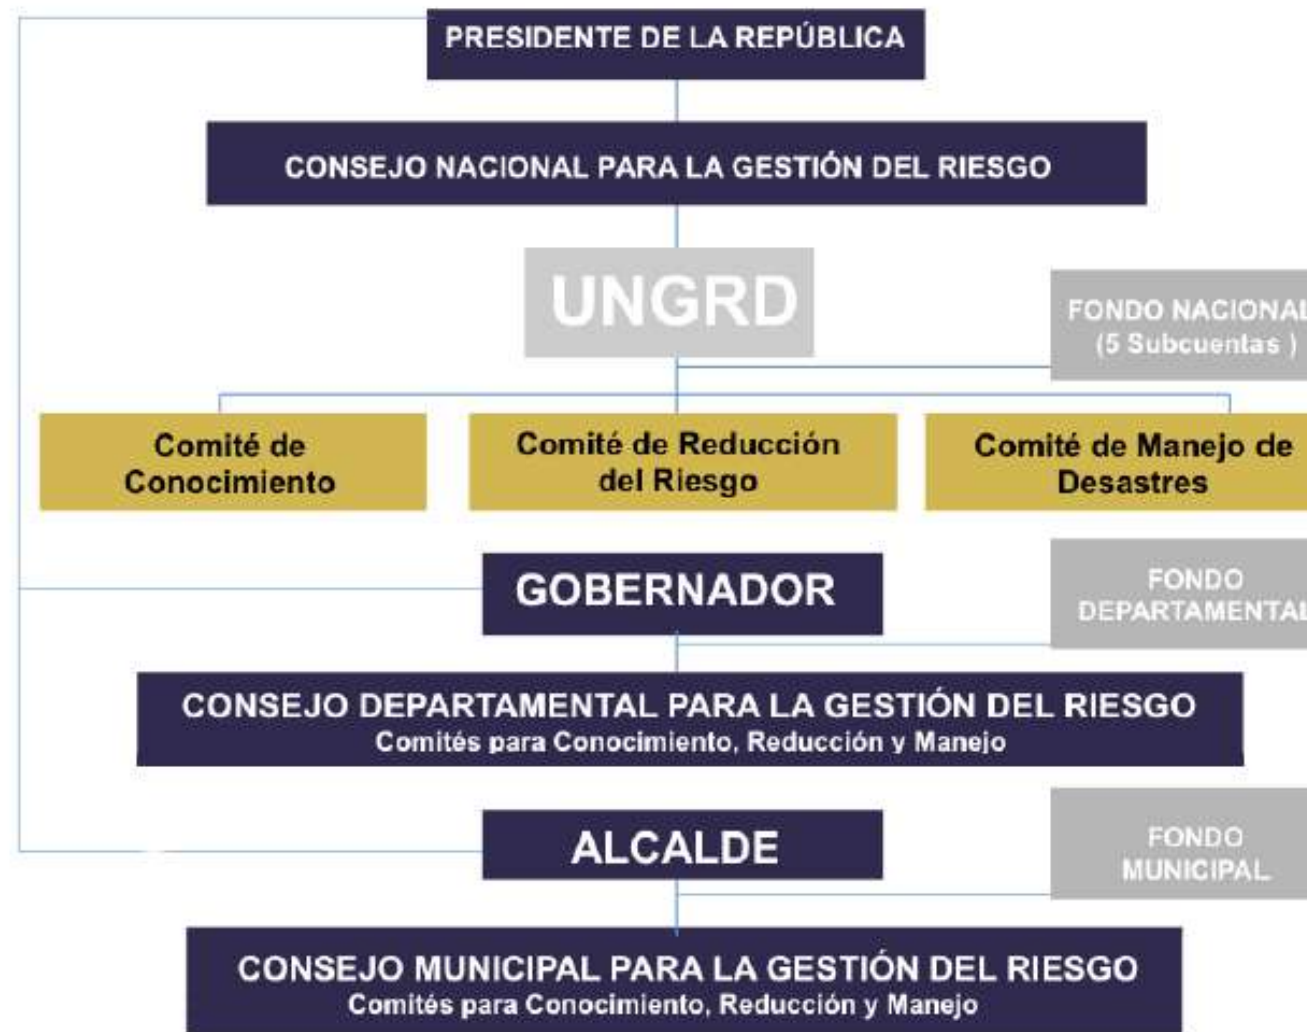 PRESIDENTE DE LA REPÚBLICA
CONSEJO NACIONAL PARA LA GESTIÓN DEL RIESGO
UNGRD
FONDO NACIONAL
(5 Subcuentas )
Comité de
Conocimiento
Comité de Reducción
del Riesgo
Comité de Manejo de
Desastres
GOBERNADOR
FONDO
DEPARTAMENTAL
CONSEJO DEPARTAMENTAL PARA LA GESTIÓN DEL RIESGO
Comités para Conocimiento, Reducción y Manejo
ALCALDE
FONDO
MUNICIPAL
CONSEJO MUNICIPAL PARA LA GESTIÓN DEL RIESGO
Comités para Conocimiento, Reducción y Manejo